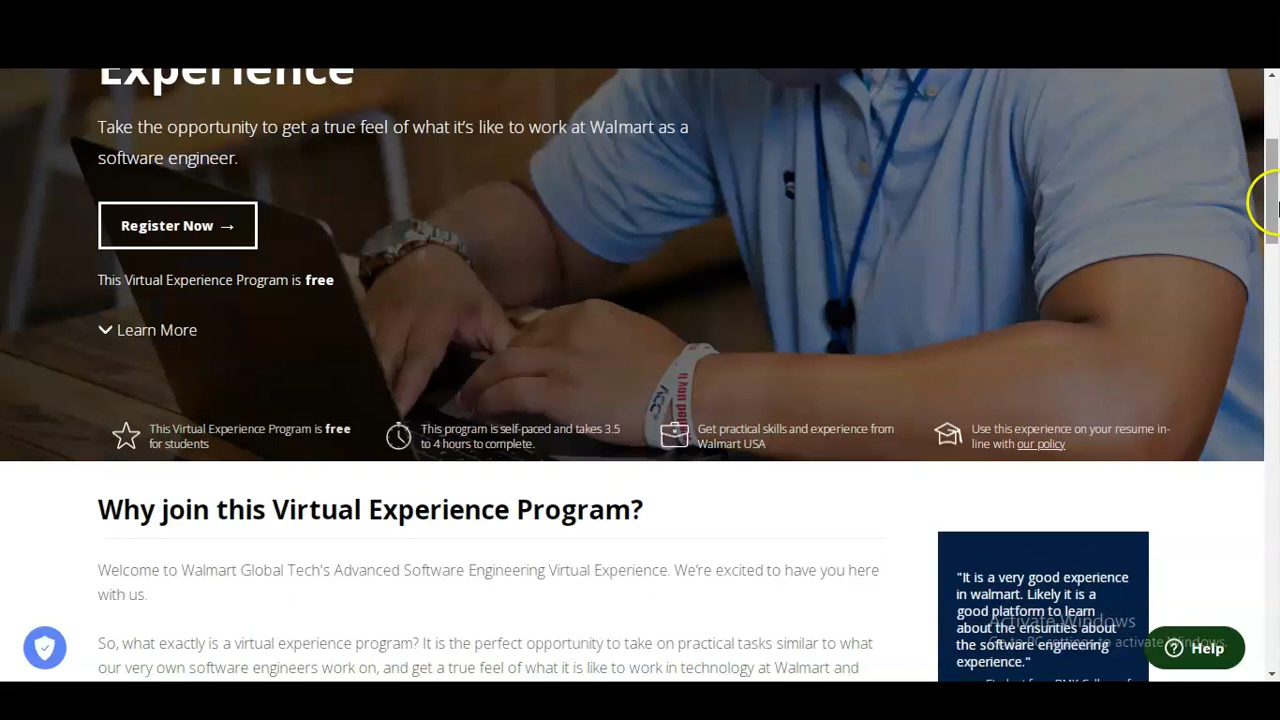 Experience
Take the opportunity to get a true feel of what it's like to work at Walmart as a
software engineer.
Register Now →
This Virtual Experience Program is free
Learn More
This Virtual Experience Program is free
for students
This program is self-paced and takes 3.5
to 4 hours to complete.
Get practical skills and experience from
Walmart USA
Use this experience on your resume in-
line with our policy
Why join this Virtual Experience Program?
Welcome to Walmart Global Tech's Advanced Software Engineering Virtual Experience. We're excited to have you here
with us.
So, what exactly is a virtual experience program? It is the perfect opportunity to take on practical tasks similar to what
our very own software engineers work on, and get a true feel of what it is like to work in technology at Walmart and
"It is a very good experience
in walmart. Likely it is a
good platform to learn
about the ensurities about
the software engineering
experience."
Activate Windows
Go to PC settings to activate Windows.
Help
ACC